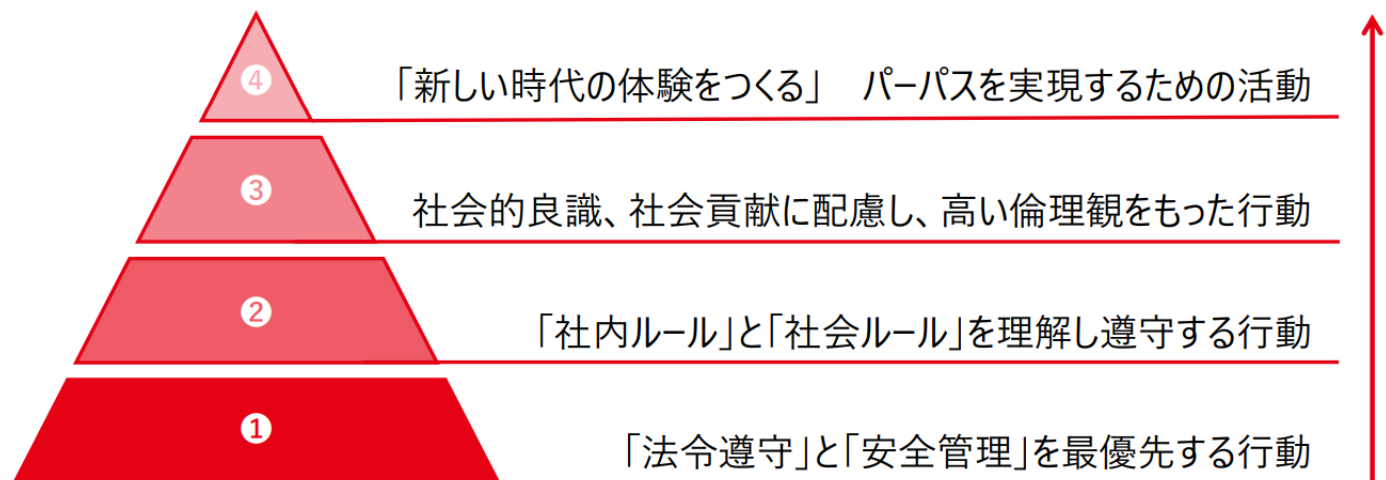 ❹ 「新しい時代の体験をつくる」　パーパスを実現するための活動
❸ 社会的良識、社会貢献に配慮し、高い倫理観をもった行動
❷ 「社内ルール」と「社会ルール」を理解し遵守する行動
❶ 「法令遵守」と「安全管理」を最優先する行動